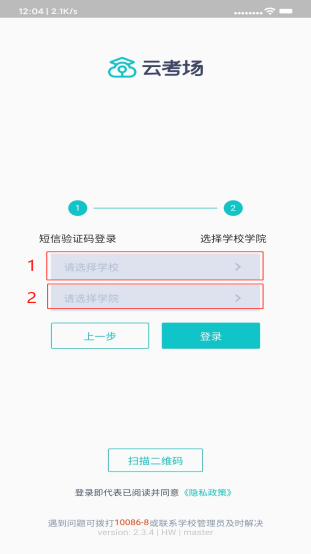 12:04 | 2.1K/s
云考场
1
2
短信验证码登录
选择学校学院
1
请选择学校
2
请选择学院
上一步
登录
扫描二维码
登录即代表已阅读并同意《隐私政策》
遇到问题可拨打10086-8或联系学校管理员及时解决
version: 2.3.4 | HW | master